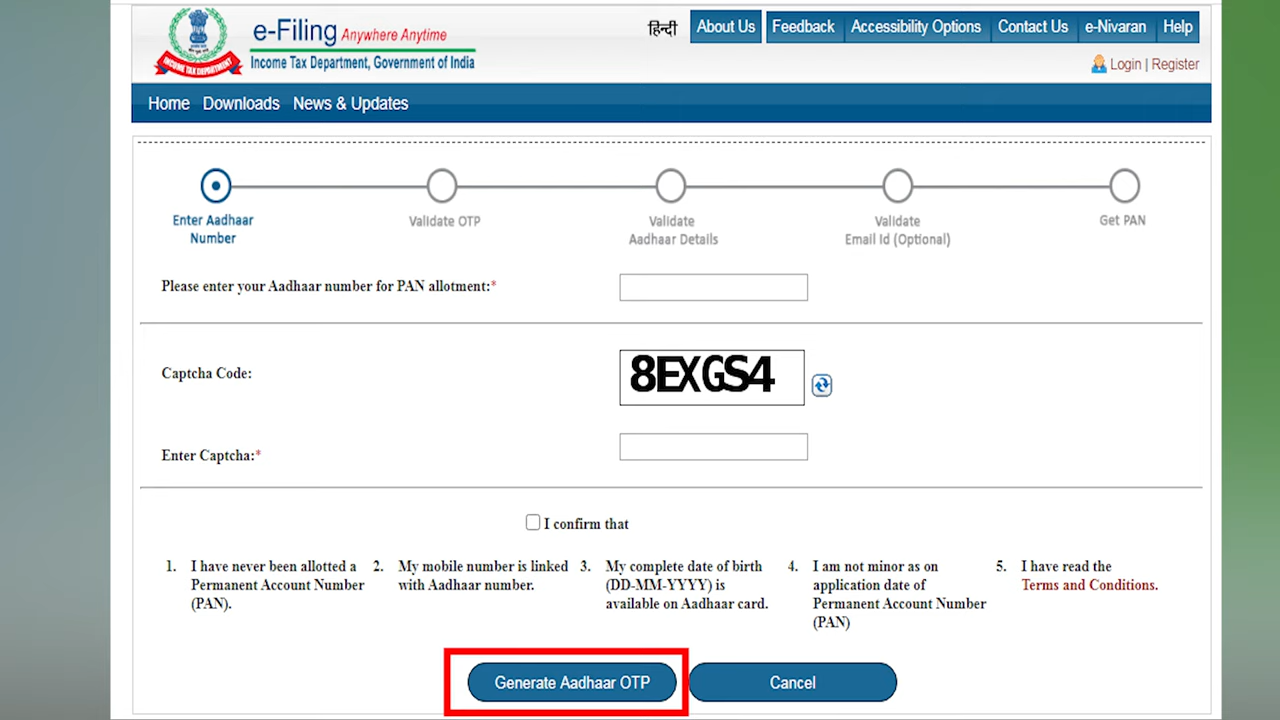 हिन्दी About Us Feedback Accessibility Options Contact Us e-Nivaran Help
e-Filing Anywhere Anytime
Income Tax Department, Government of India
INCOME TAX DEPARTMENT
Login | Register
Home Downloads News & Updates
Enter Aadhaar
Number
Validate OTP
Validate
Aadhaar Details
Validate
Email Id (Optional)
Get PAN
Please enter your Aadhaar number for PAN allotment:*
Captcha Code:
8EXGS4
Enter Captcha:*
I confirm that
1. I have never been allotted a
Permanent Account Number
(PAN).
2. My mobile number is linked
with Aadhaar number.
3. My complete date of birth
(DD-MM-YYYY) is
available on Aadhaar card.
4. I am not minor as on
application date of
Permanent Account Number
(PAN)
5. I have read the
Terms and Conditions.
Generate Aadhaar OTP Cancel